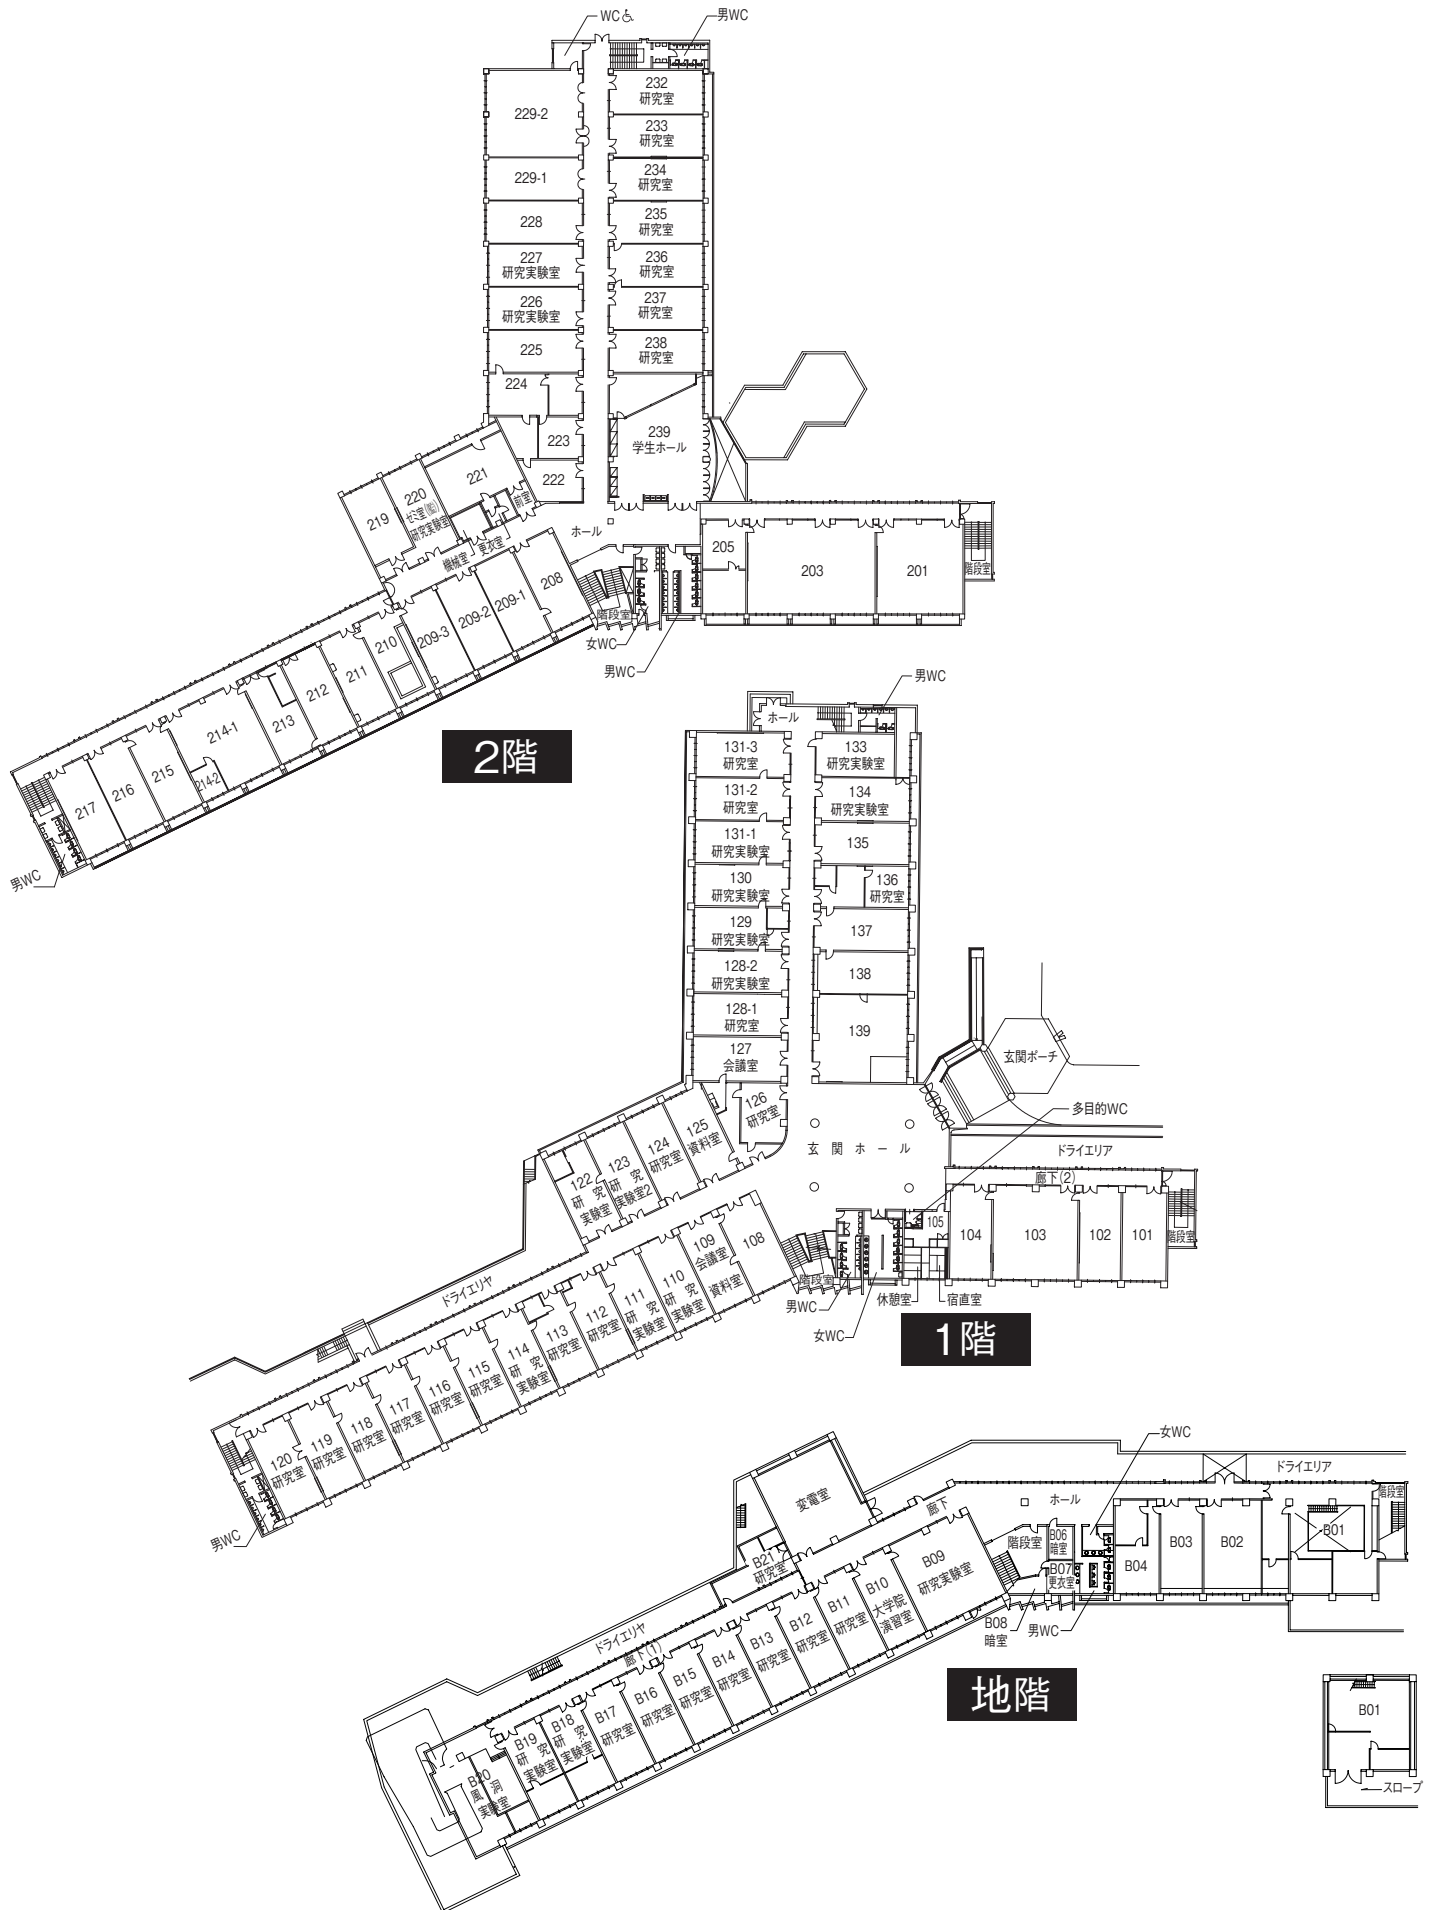 WC
男WC
229-2
232
研究室
233
研究室
229-1
234
研究室
228
235
研究室
227
研究実験室
236
研究室
226
研究実験室
237
研究室
225
238
研究室
224
239
学生ホール
223
222
221
前室
220
ゼミ室
研究実験室
219
ホール
更衣室
機械室
205
203
201
階段室
208
209-1
209-2
209-3
210
211
212
213
214-1
214-2
215
216
217
階段室
女WC
男WC
男WC
2階
男WC
ホール
131-3
研究室
133
研究実験室
131-2
研究室
134
研究実験室
131-1
研究実験室
135
130
研究実験室
136
研究室
129
研究実験室
137
128-2
研究実験室
138
128-1
研究室
139
127
会議室
玄関ポーチ
126
研究室
125
資料室
124
研究室
123
研究
実験室2
122
研究
実験室
玄関ホール
多目的WC
ドライエリア
廊下(2)
105
104
103
102
101
階段室
階段室
男WC
女WC
休憩室
宿直室
108
109
会議室
資料室
110
研究
実験室
111
研究
実験室
112
研究室
113
研究室
114
研究
実験室
115
研究室
116
研究室
117
研究室
118
研究室
119
研究室
120
研究室
ドライエリヤ
男WC
1階
女WC
ドライエリア
階段室
ホール
廊下
変電室
B01
B02
B03
B04
B06
暗室
B07
更衣室
階段室
B08
暗室
男WC
B09
研究実験室
B10
大学院
演習室
B11
研究室
B12
研究室
B13
研究室
B14
研究室
B15
研究室
B16
研究室
B17
研究室
B18
研究
実験室
B19
研究
実験室
B20
風洞
実験室
B21
研究室
ドライエリヤ
廊下(1)
地階
B01
スロープ